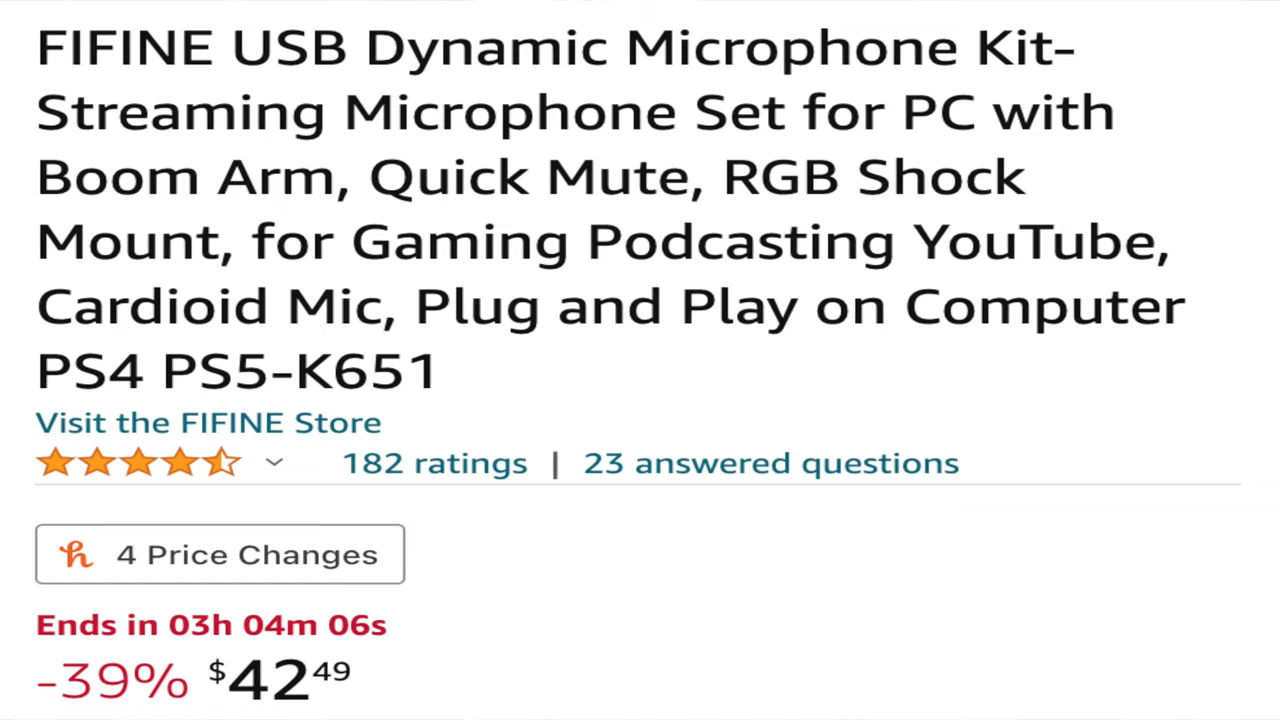 FIFINE USB Dynamic Microphone Kit-
Streaming Microphone Set for PC with
Boom Arm, Quick Mute, RGB Shock
Mount, for Gaming Podcasting YouTube,
Cardioid Mic, Plug and Play on Computer
PS4 PS5-K651
Visit the FIFINE Store
182 ratings | 23 answered questions
4 Price Changes
Ends in 03h 04m 06s
-39% $4249